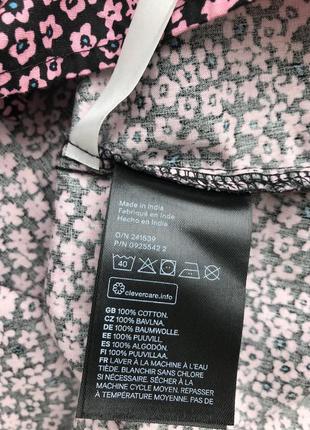 Made in India
Fabriqué en Inde
Hecho en India
O/N 241539
P/N 0925542 2
40
clevercare.info
GB 100% COTTON.
CZ 100% BAVLNA.
DE 100% BAUMWOLLE.
EE 100% PUUVILL.
ES 100% ALGODÓN.
FI 100% PUUVILLAA.
FR LAVER À LA MACHINE À L'EAU
TIÈDE. BLANCHIR SANS CHLORE
SI NÉCESSAIRE. SÉCHER À LA
MACHINE CYCLE MOYEN. REPASSER
À TEMPÉRATURE MOYENNE. PAS